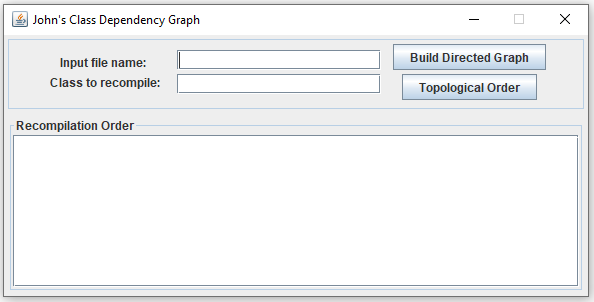 John's Class Dependency Graph
Input file name:
Build Directed Graph
Class to recompile:
Topological Order
Recompilation Order